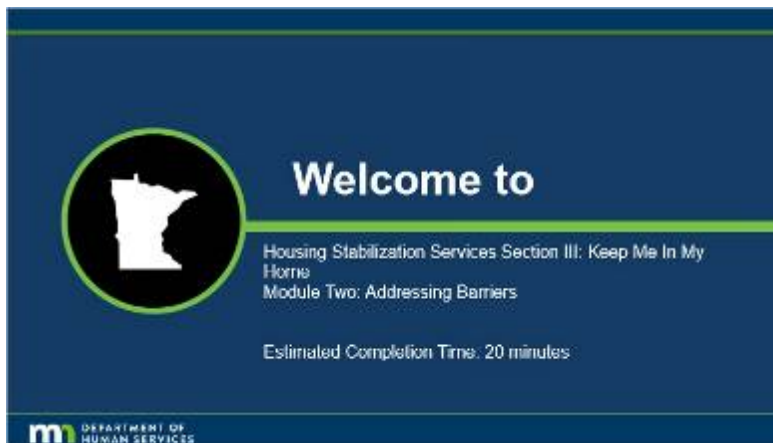 Welcome to
Housing Stabilization Services Section III: Keep Me In My
Home
Module Two: Addressing Barriers
Estimated Completion Time: 20 minutes
mn DEPARTMENT OF
HUMAN SERVICES